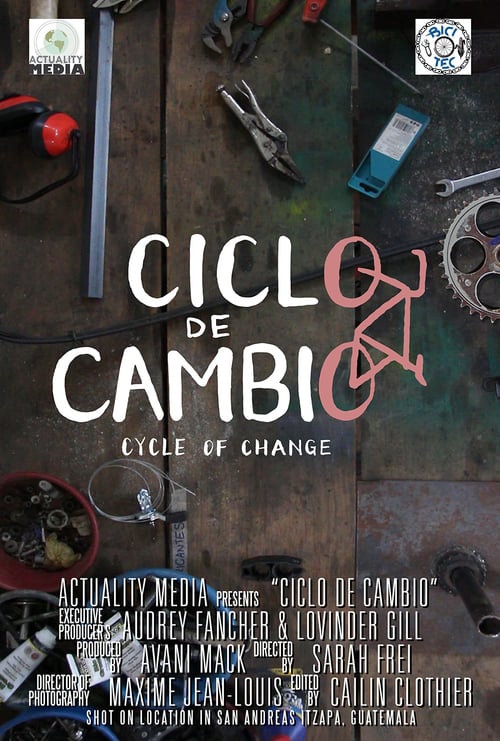 ACTUALITY
MEDIA
BICI
TEC
CICLO
DE
CAMBIO
CYCLE OF CHANGE
ACTUALITY MEDIA PRESENTS "CICLO DE CAMBIO"
EXECUTIVE PRODUCER'S AUDREY FANCHER & LOVINDER GILL
PRODUCED BY AVANI MACK DIRECTED BY SARAH FREI
DIRECTOR OF PHOTOGRAPHY MAXIME JEAN-LOUIS EDITED BY CAILIN CLOTHIER
SHOT ON LOCATION IN SAN ANDREAS ITZAPA, GUATEMALA